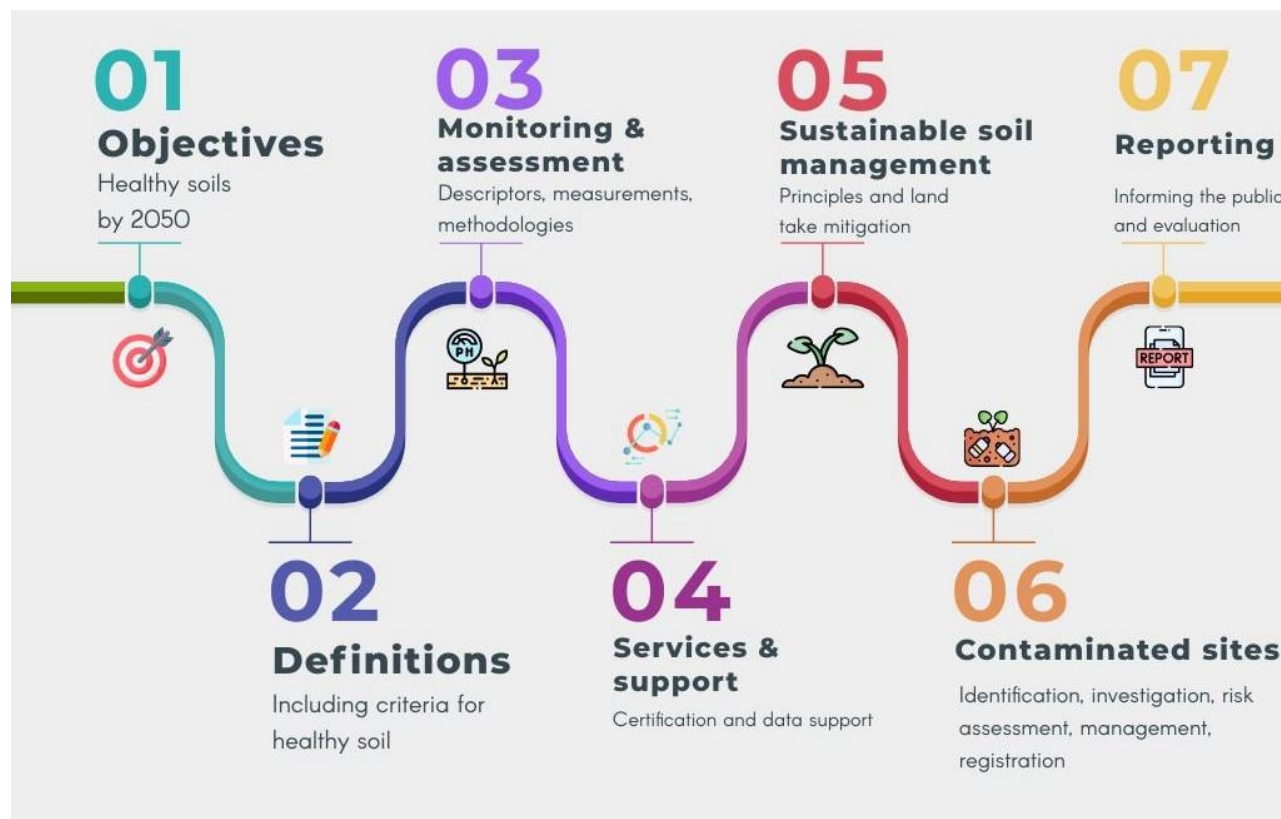 01
Objectives
Healthy soils
by 2050
02
Definitions
Including criteria for
healthy soil
03
Monitoring &
assessment
Descriptors, measurements,
methodologies
PH
04
Services &
support
Certification and data support
05
Sustainable soil
management
Principles and land
take mitigation
06
Contaminated sites
Identification, investigation, risk
assessment, management,
registration
07
Reporting
Informing the public
and evaluation
REPORT